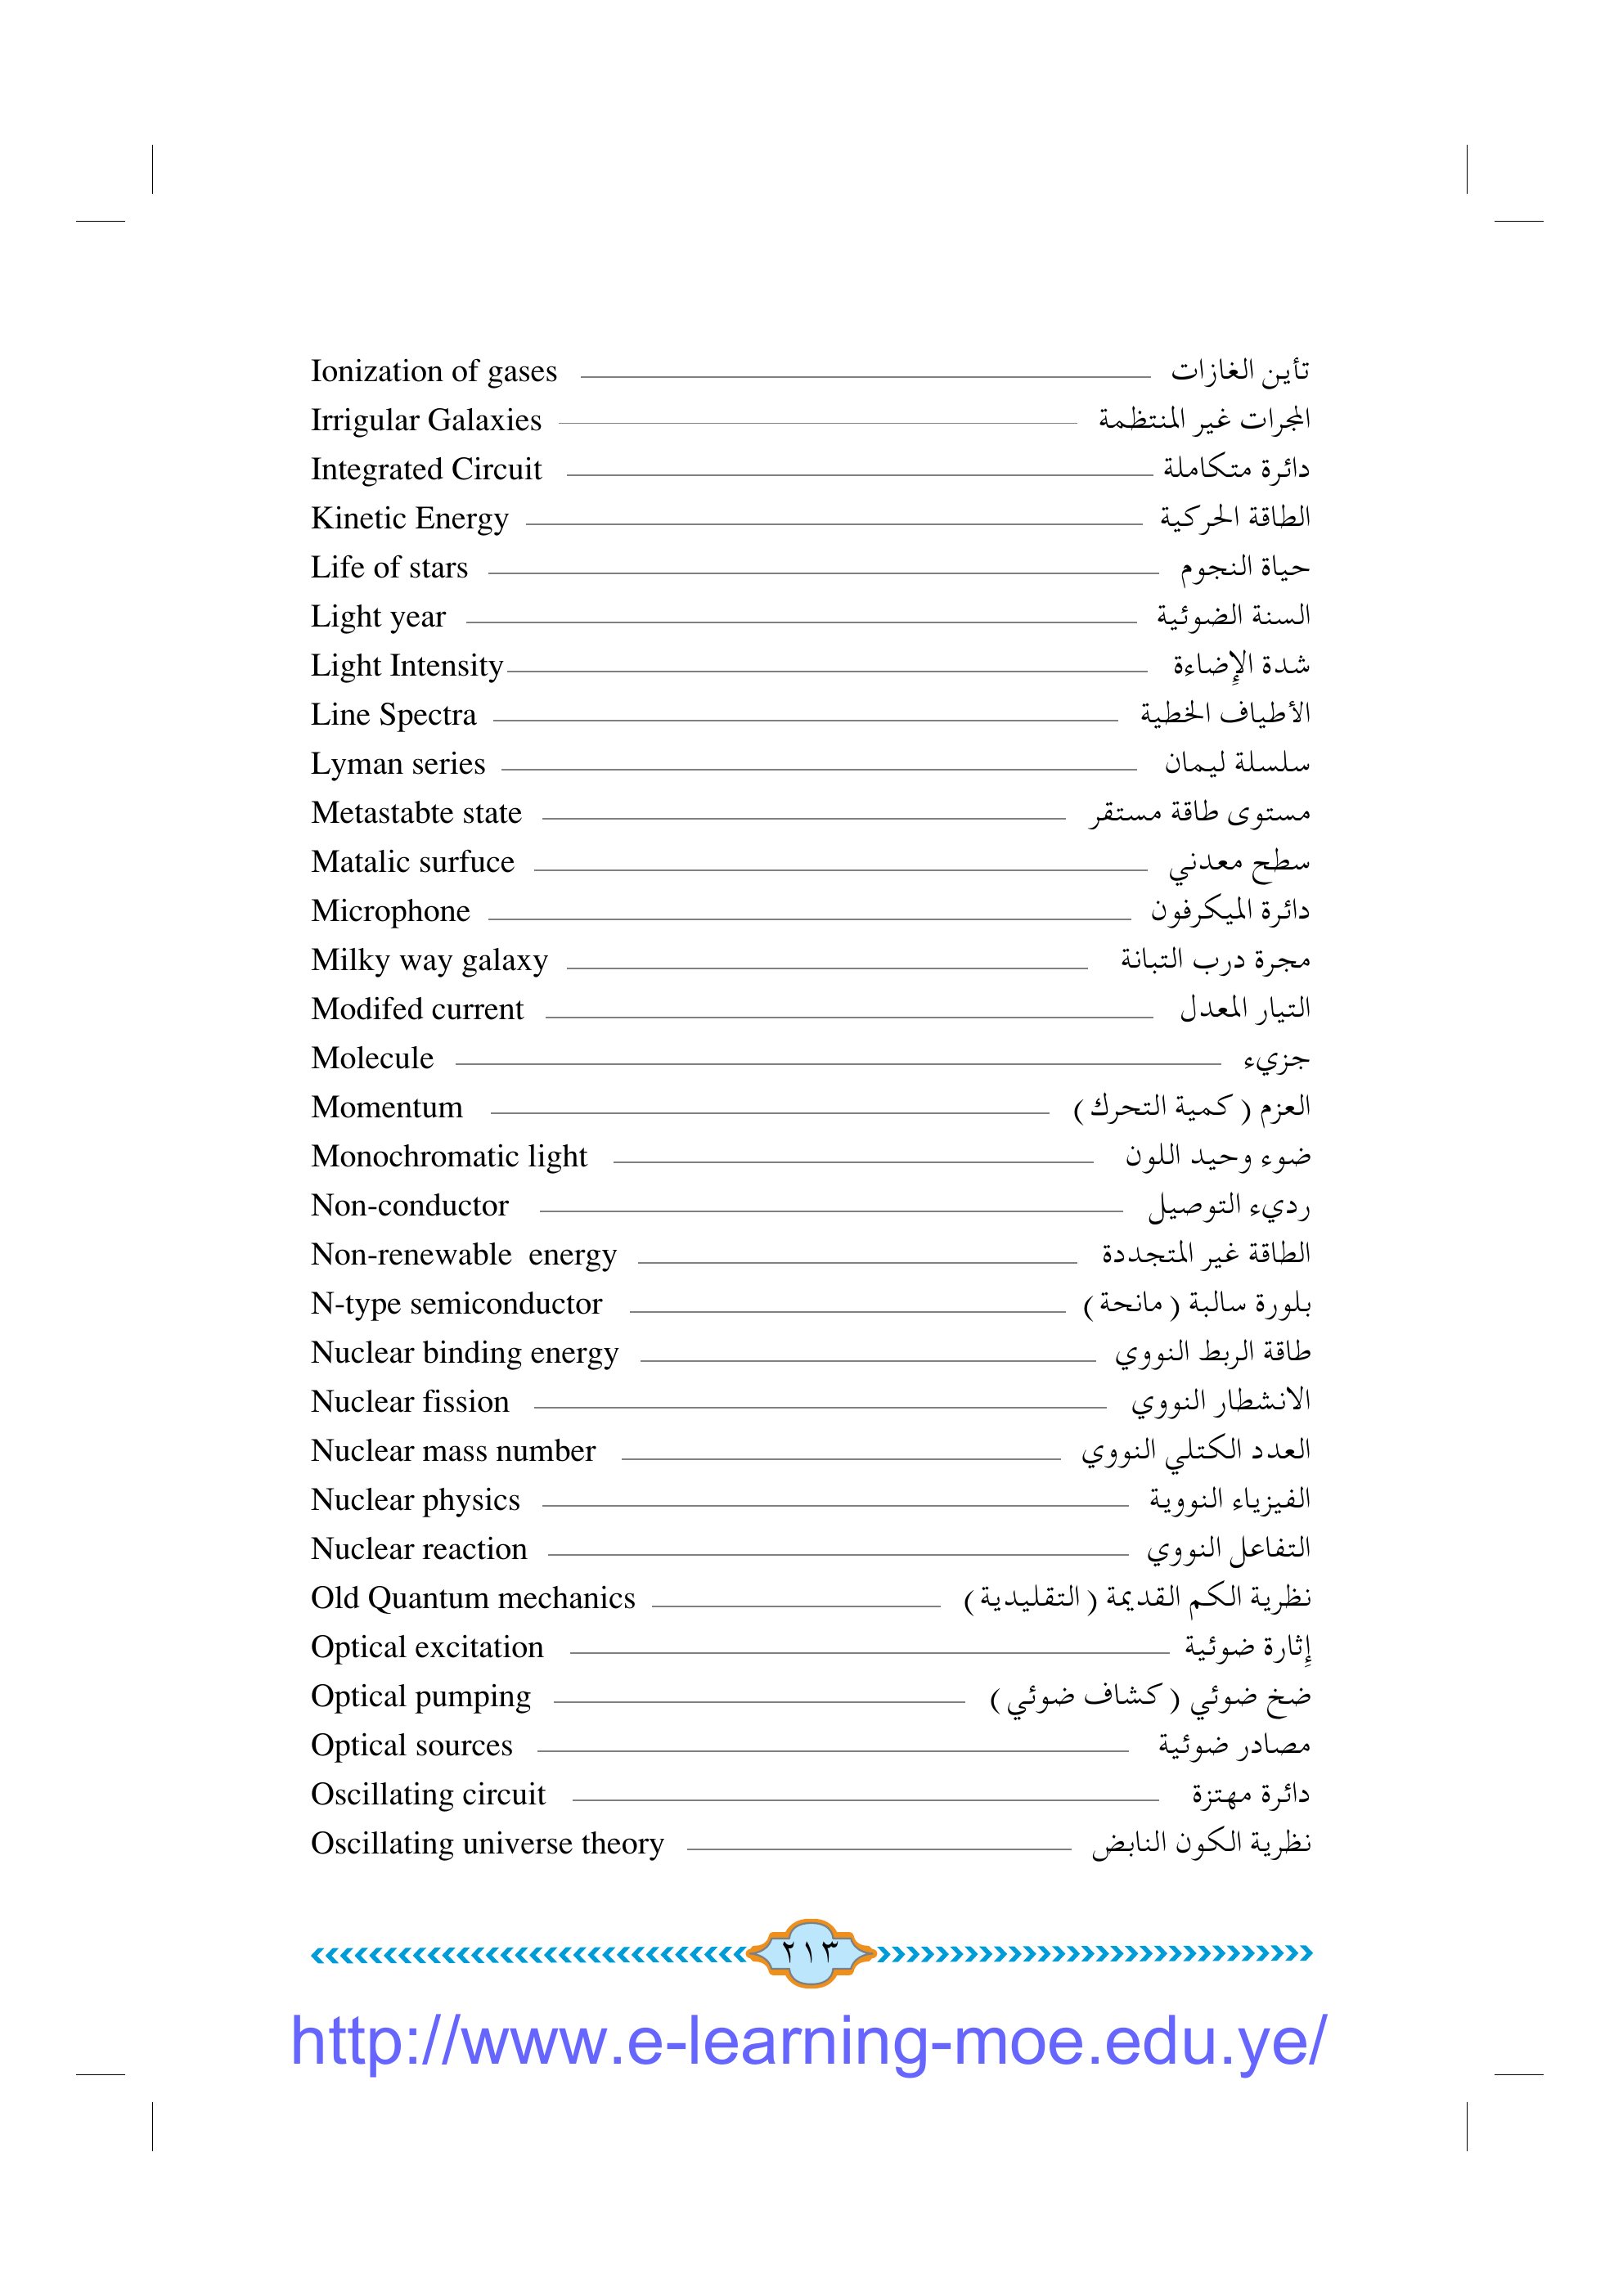 Ionization of gases تأين الغازات
Irrigular Galaxies المجرات غير المنتظمة
Integrated Circuit دائرة متكاملة
Kinetic Energy الطاقة الحركية
Life of stars حياة النجوم
Light year السنة الضوئية
Light Intensity شدة الإِضاءة
Line Spectra الأطياف الخطية
Lyman series سلسلة ليمان
Metastabte state مستوى طاقة مستقر
Matalic surfuce سطح معدني
Microphone دائرة الميكرفون
Milky way galaxy مجرة درب التبانة
Modifed current التيار المعدل
Molecule جزيء
Momentum العزم ( كمية التحرك )
Monochromatic light ضوء وحيد اللون
Non-conductor رديء التوصيل
Non-renewable energy الطاقة غير المتجددة
N-type semiconductor بلورة سالبة ( مانحة )
Nuclear binding energy طاقة الربط النووي
Nuclear fission الانشطار النووي
Nuclear mass number العدد الكتلي النووي
Nuclear physics الفيزياء النووية
Nuclear reaction التفاعل النووي
Old Quantum mechanics نظرية الكم القديمة ( التقليدية )
Optical excitation إِثارة ضوئية
Optical pumping ضخ ضوئي ( كشاف ضوئي )
Optical sources مصادر ضوئية
Oscillating circuit دائرة مهتزة
Oscillating universe theory نظرية الكون النابض
٢١٣
http://www.e-learning-moe.edu.ye/